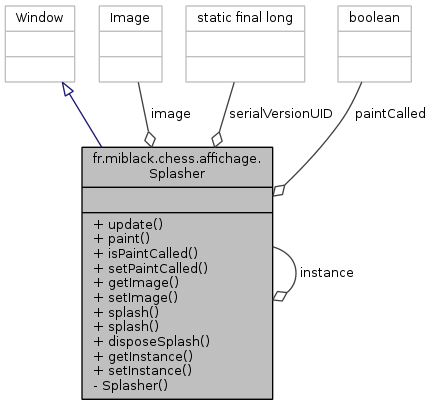 Window
Image
static final long
boolean
image
serialVersionUID
paintCalled
fr.miblack.chess.affichage.
Splasher
+ update()
+ paint()
+ isPaintCalled()
+ setPaintCalled()
+ getImage()
+ setImage()
+ splash()
+ splash()
+ disposeSplash()
+ getInstance()
+ setInstance()
- Splasher()
instance